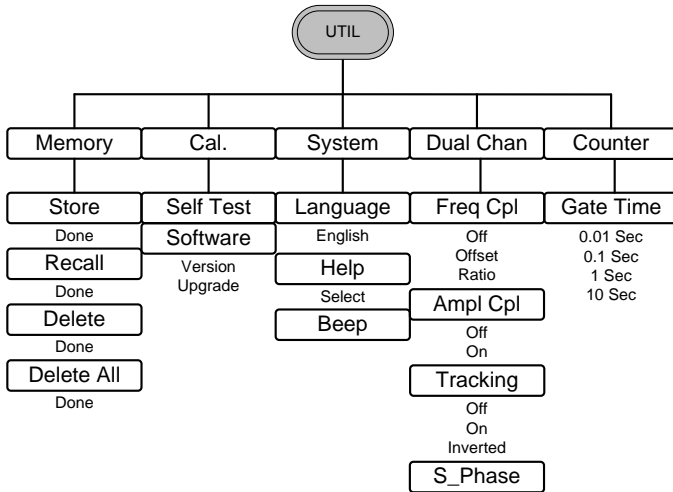 UTIL
Memory
Cal.
System
Dual Chan
Counter
Store
Done
Recall
Done
Delete
Done
Delete All
Done
Self Test
Software
Version
Upgrade
Language
English
Help
Select
Beep
Freq Cpl
Off
Offset
Ratio
Ampl Cpl
Off
On
Tracking
Off
On
Inverted
S_Phase
Gate Time
0.01 Sec
0.1 Sec
1 Sec
10 Sec